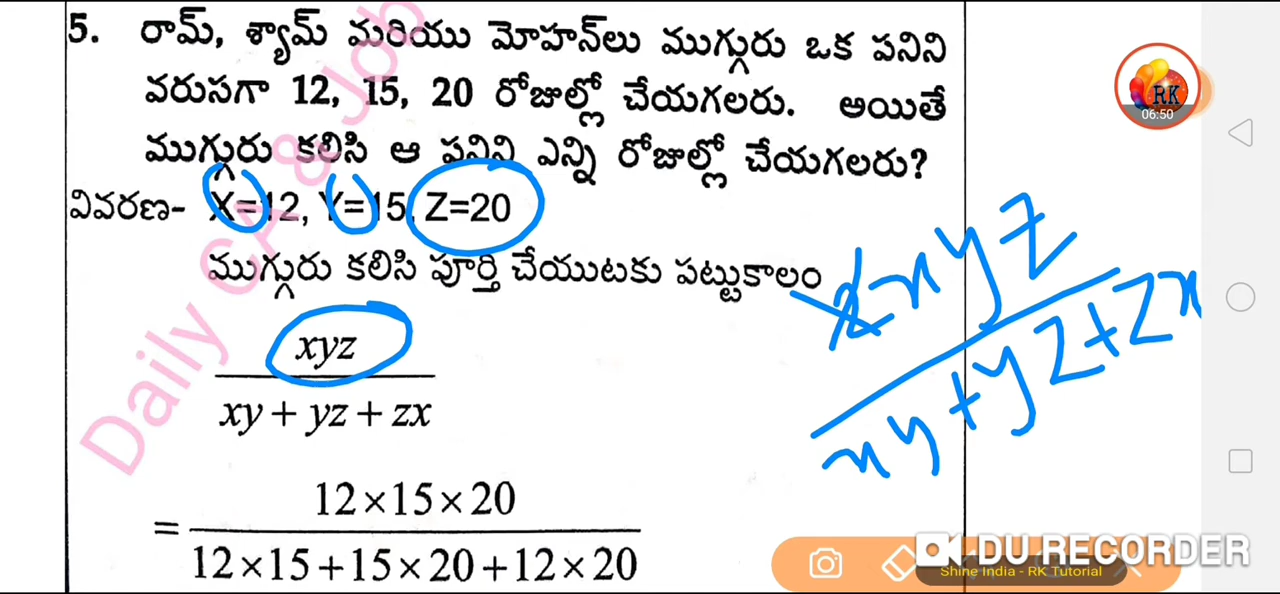 5. రామ్, శ్యామ్ మరియు మోహన్‌లు ముగ్గురు ఒక పనిని
వరుసగా 12, 15, 20 రోజుల్లో చేయగలరు. అయితే
ముగ్గురు కలిసి ఆ పనిని ఎన్ని రోజుల్లో చేయగలరు?
వివరణ- X=12, Y=15, Z=20
ముగ్గురు కలిసి పూర్తి చేయుటకు పట్టుకాలం
xyz
xy + yz + zx
= 12×15×20
12×15+15×20+12×20
xyz
xy+yz+zx
Daily CA & Job
RK
06:50
DU RECORDER
Shine India - RK Tutorial